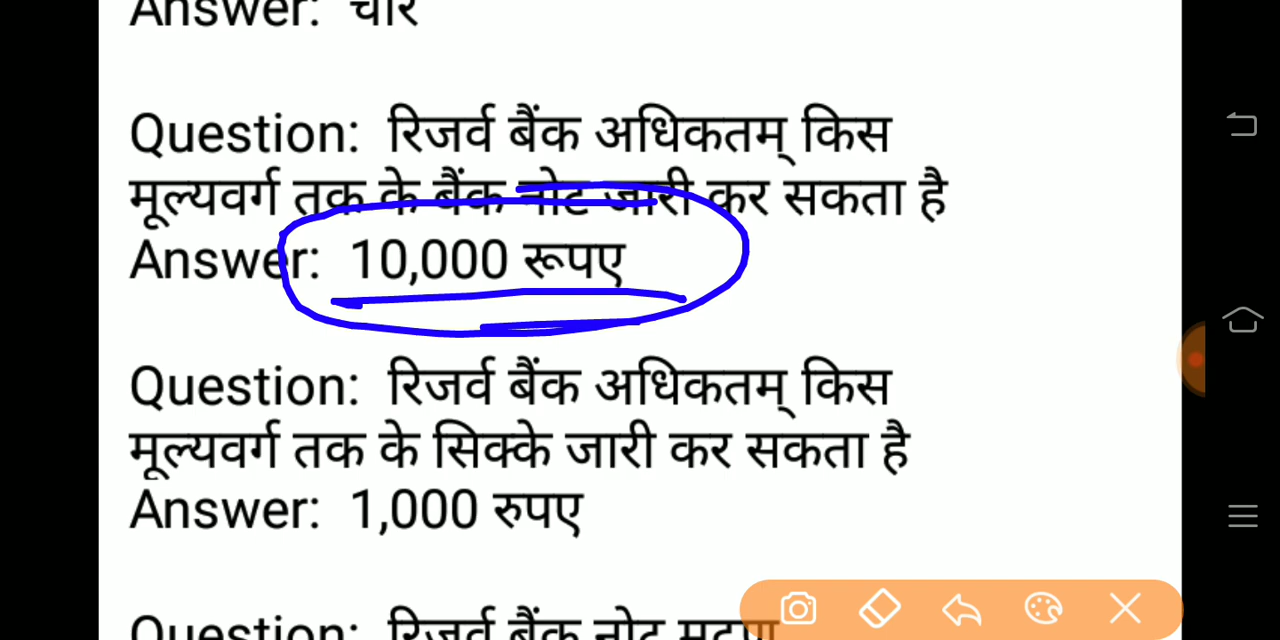 Answer: चार
Question: रिजर्व बैंक अधिकतम् किस
मूल्यवर्ग तक के बैंक नोट जारी कर सकता है
Answer: 10,000 रूपए
Question: रिजर्व बैंक अधिकतम् किस
मूल्यवर्ग तक के सिक्के जारी कर सकता है
Answer: 1,000 रुपए
Question: रिजर्व बैंक नोट मुद्रण